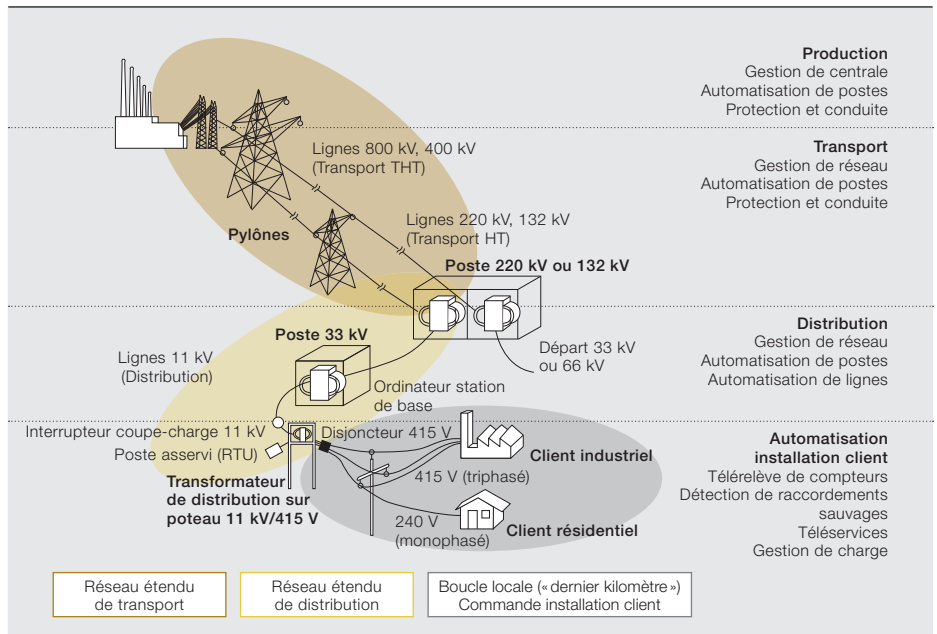 Production
Gestion de centrale
Automatisation de postes
Protection et conduite
Lignes 800 kV, 400 kV
(Transport THT)
Transport
Gestion de réseau
Automatisation de postes
Protection et conduite
Lignes 220 kV, 132 kV
(Transport HT)
Pylônes
Poste 220 kV ou 132 kV
Distribution
Gestion de réseau
Automatisation de postes
Automatisation de lignes
Poste 33 kV
Départ 33 kV
ou 66 kV
Lignes 11 kV
(Distribution)
Ordinateur station
de base
Interrupteur coupe-charge 11 kV
Disjoncteur 415 V
Poste asservi (RTU)
Transformateur
de distribution sur
poteau 11 kV/415 V
Client industriel
415 V (triphasé)
240 V
(monophasé)
Client résidentiel
Automatisation
installation client
Télérelève de compteurs
Détection de raccordements
sauvages
Téléservices
Gestion de charge
Réseau étendu
de transport
Réseau étendu
de distribution
Boucle locale (« dernier kilomètre »)
Commande installation client